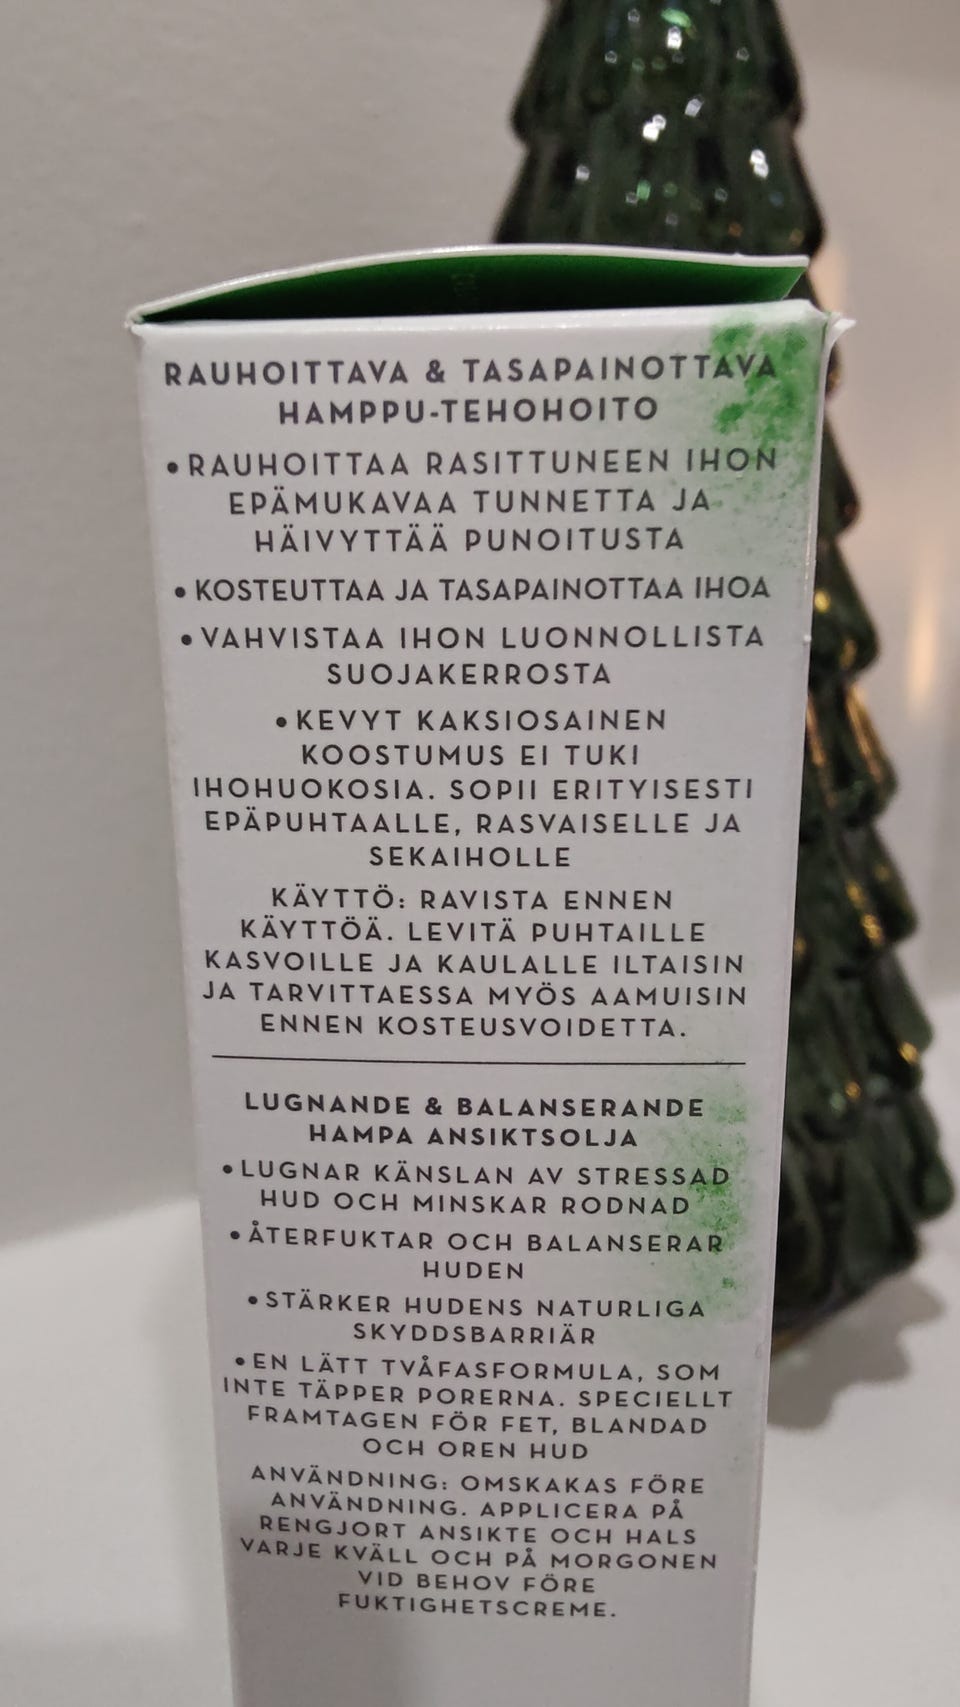 RAUHOITTAVA & TASAPAINOTTAVA
HAMPPU-TEHOHOITO
• RAUHOITTAA RASITTUNEEN IHON
EPÄMUKAVAA TUNNETTA JA
HÄIVYTTÄÄ PUNOITUSTA
• KOSTEUTTAA JA TASAPAINOTTAA IHOA
• VAHVISTAA IHON LUONNOLLISTA
SUOJAKERROSTA
• KEVYT KAKSIOSAINEN
KOOSTUMUS EI TUKI
IHOHUOKOSIA. SOPII ERITYISESTI
EPÄPUHTAALLE, RASVAISELLE JA
SEKAIHOLLE
KÄYTTÖ: RAVISTA ENNEN
KÄYTTÖÄ. LEVITÄ PUHTAILLE
KASVOILLE JA KAULALLE ILTAISIN
JA TARVITTAESSA MYÖS AAMUISIN
ENNEN KOSTEUSVOIDETTA.
LUGNANDE & BALANSERANDE
HAMPA ANSIKTSOLJA
• LUGNAR KÄNSLAN AV STRESSAD
HUD OCH MINSKAR RODNAD
• ÅTERFUKTAR OCH BALANSERAR
HUDEN
• STÄRKER HUDENS NATURLIGA
SKYDDSBARRIÄR
• EN LÄTT TVÅFASFORMULA, SOM
INTE TÄPPER PORERNA. SPECIELLT
FRAMTAGEN FÖR FET, BLANDAD
OCH OREN HUD
ANVÄNDNING: OMSKAKAS FÖRE
ANVÄNDNING. APPLICERA PÅ
RENGJORT ANSIKTE OCH HALS
VARJE KVÄLL OCH PÅ MORGONEN
VID BEHOV FÖRE
FUKTIGHETSCREME.